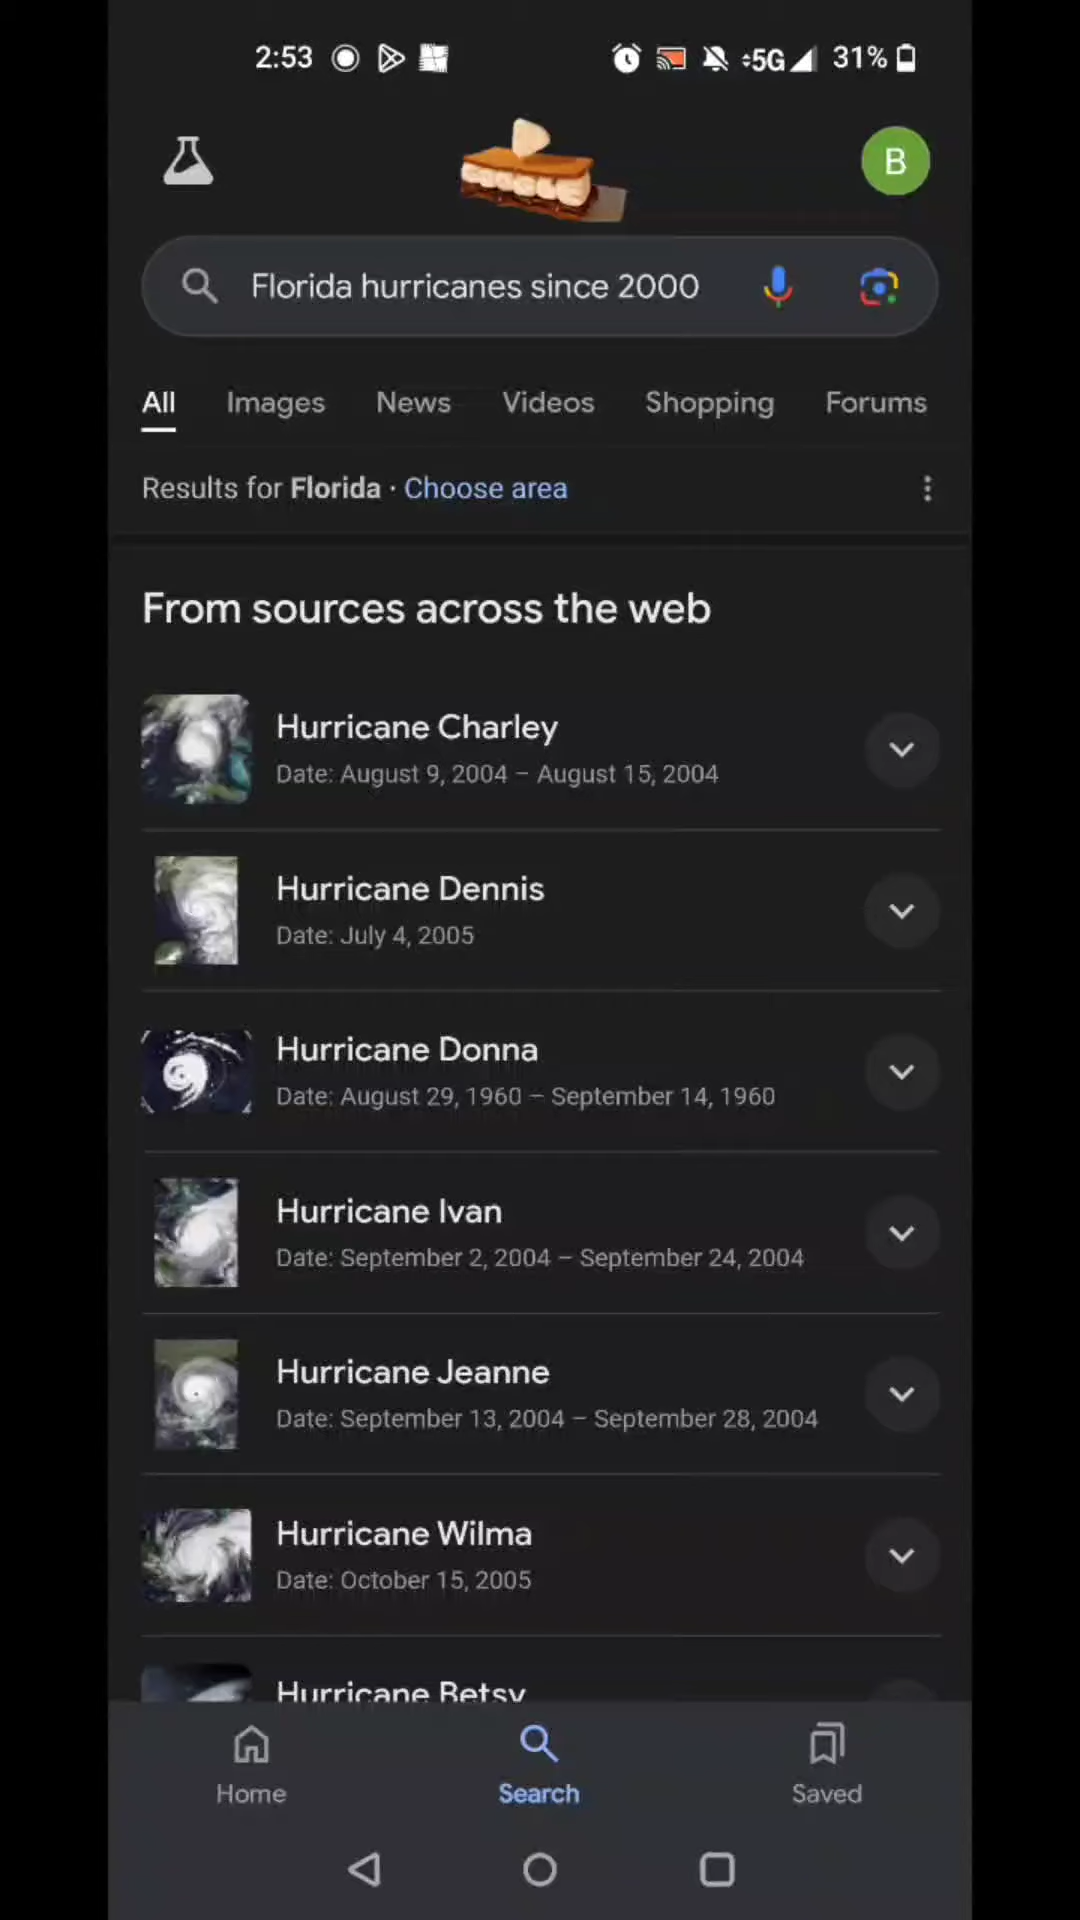 2:53 5G 31%
B
Florida hurricanes since 2000
All Images News Videos Shopping Forums
Results for Florida · Choose area
From sources across the web
Hurricane Charley
Date: August 9, 2004 – August 15, 2004
Hurricane Dennis
Date: July 4, 2005
Hurricane Donna
Date: August 29, 1960 – September 14, 1960
Hurricane Ivan
Date: September 2, 2004 – September 24, 2004
Hurricane Jeanne
Date: September 13, 2004 – September 28, 2004
Hurricane Wilma
Date: October 15, 2005
Hurricane Betsy
Home Search Saved